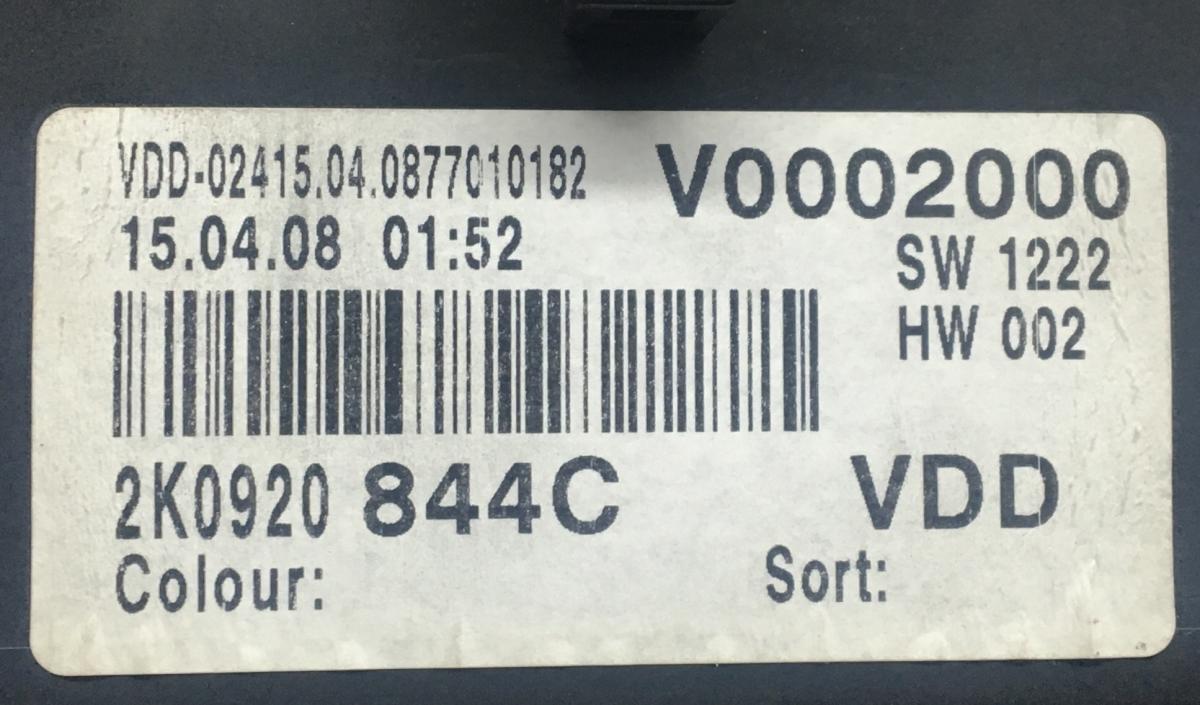 VDD-02415.04.0877010182 V0002000
15.04.08 01:52 SW 1222
HW 002
2K0920 844C VDD
Colour: Sort: